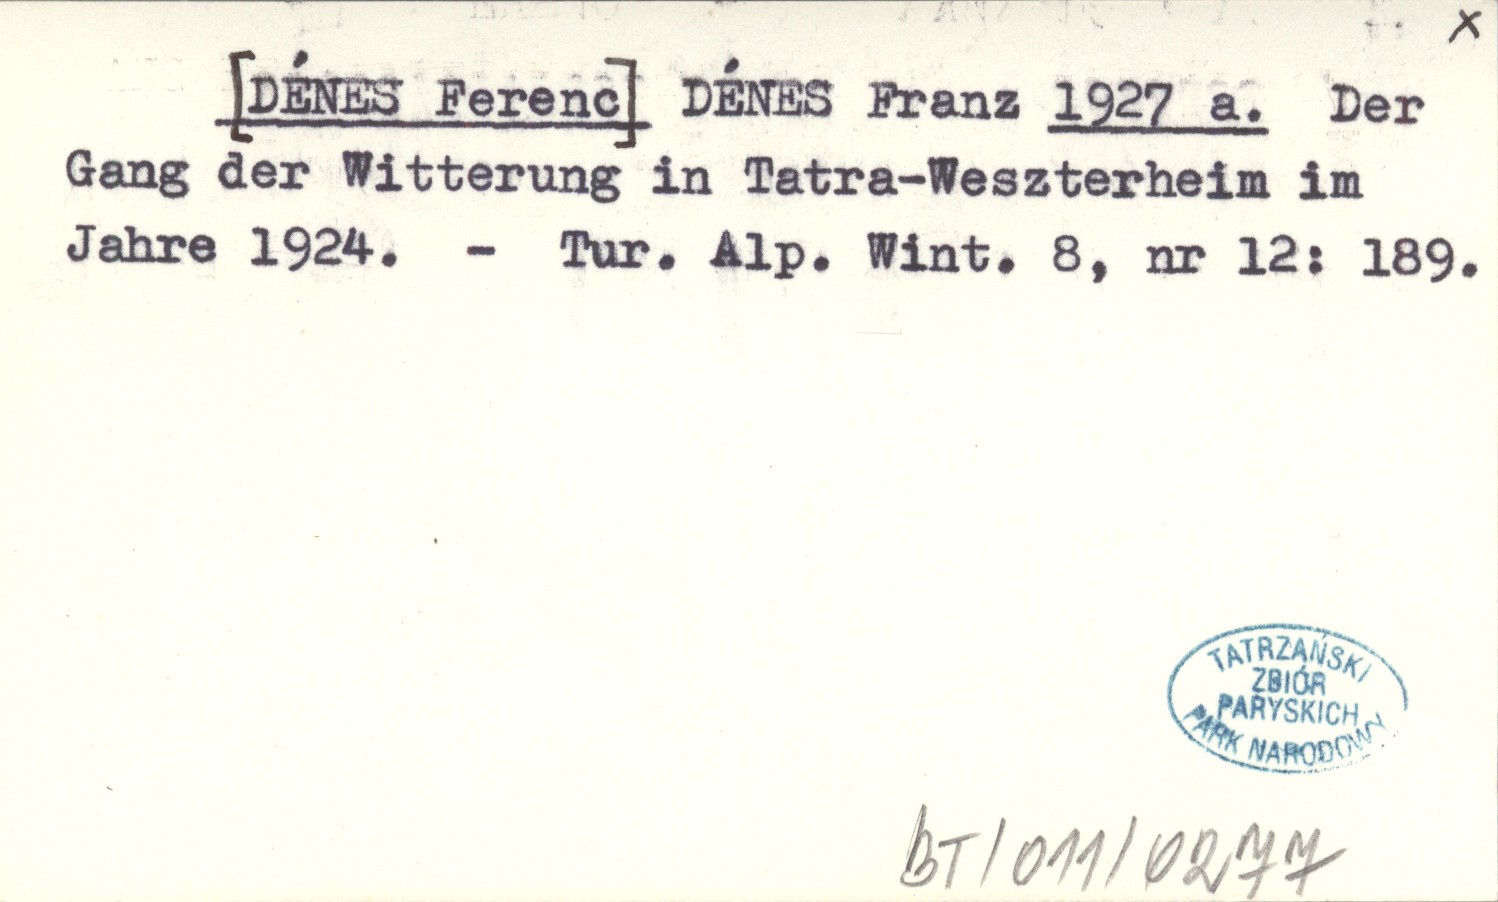 x
[DÉNES Ferenc] DÉNES Franz 1927 a. Der
Gang der Witterung in Tatra-Weszterheim im
Jahre 1924. - Tur. Alp. Wint. 8, nr 12: 189.
TATRZAŃSKI
ZBIÓR
PARYSKICH
PARK NARODOWY
BT/011/0277